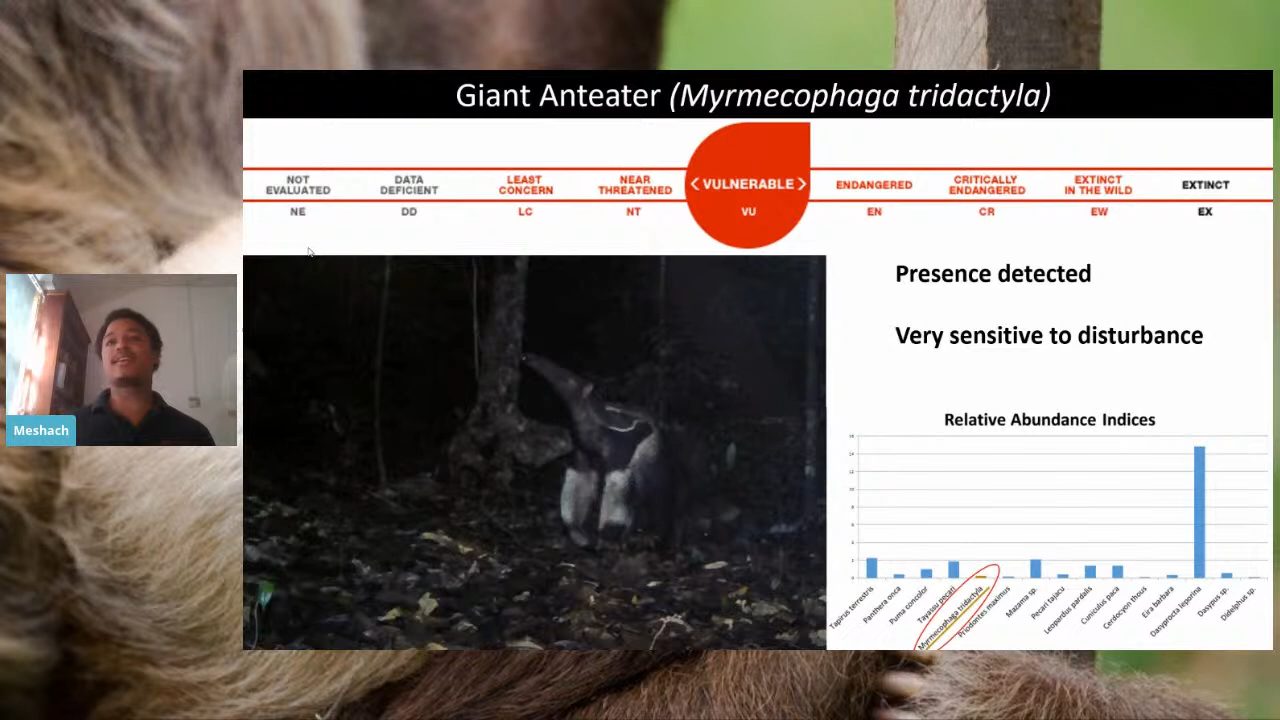 Giant Anteater (Myrmecophaga tridactyla)
NOT EVALUATED
DATA DEFICIENT
LEAST CONCERN
NEAR THREATENED
< VULNERABLE >
ENDANGERED
CRITICALLY ENDANGERED
EXTINCT IN THE WILD
EXTINCT
NE
DD
LC
NT
VU
EN
CR
EW
EX
Presence detected
Very sensitive to disturbance
Meshach
Relative Abundance Indices
Tapirus terrestris
Panthera onca
Puma concolor
Tayassu pecari
Myrmecophaga tridactyla
Priodontes maximus
Mazama sp.
Pecari tajacu
Leopardus pardalis
Cuniculus paca
Cerdocyon thous
Eira barbara
Dasyprocta leporina
Dasypus sp.
Didelphur sp.